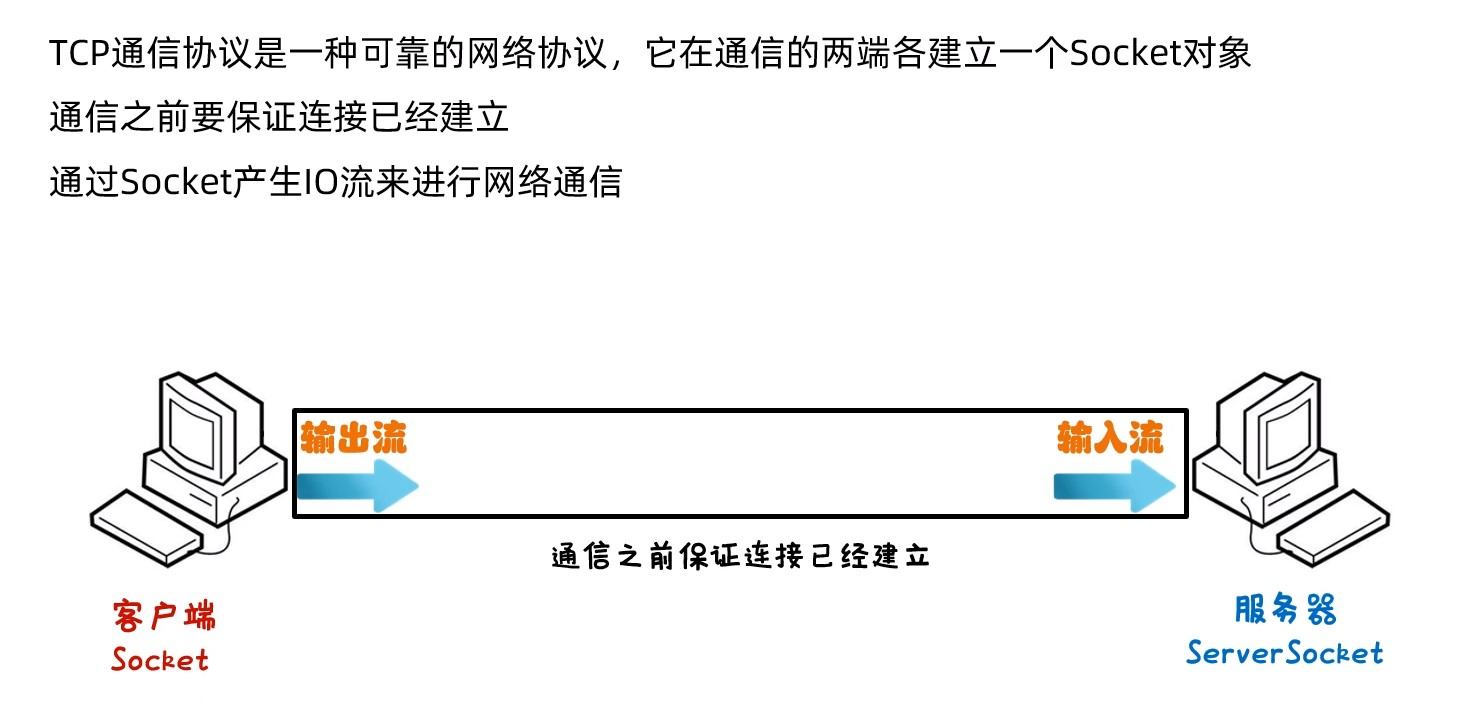 TCP通信协议是一种可靠的网络协议，它在通信的两端各建立一个Socket对象
通信之前要保证连接已经建立
通过Socket产生IO流来进行网络通信
输出流
输入流
通信之前保证连接已经建立
客户端
Socket
服务器
ServerSocket